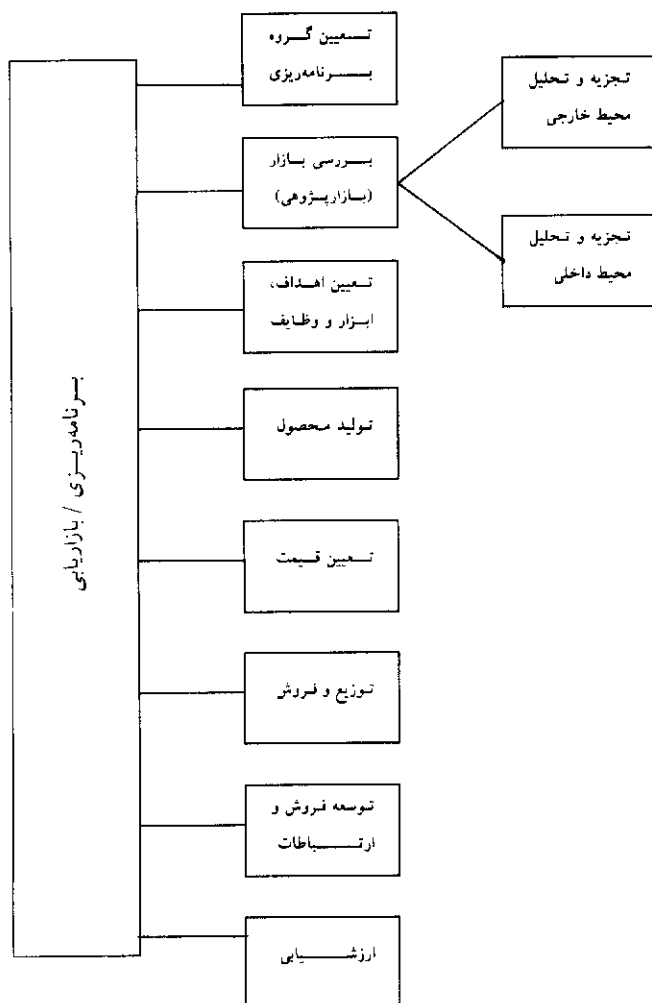 تعیین گروه
برنامه‌ریزی
بررسی بازار
(بازارپژوهی)
تجزیه و تحلیل
محیط خارجی
تجزیه و تحلیل
محیط داخلی
تعیین اهداف،
ابزار و وظایف
تولید محصول
تعیین قیمت
توزیع و فروش
توسعه فروش و
ارتباطات
ارزشیابی
برنامه‌ریزی / بازاریابی